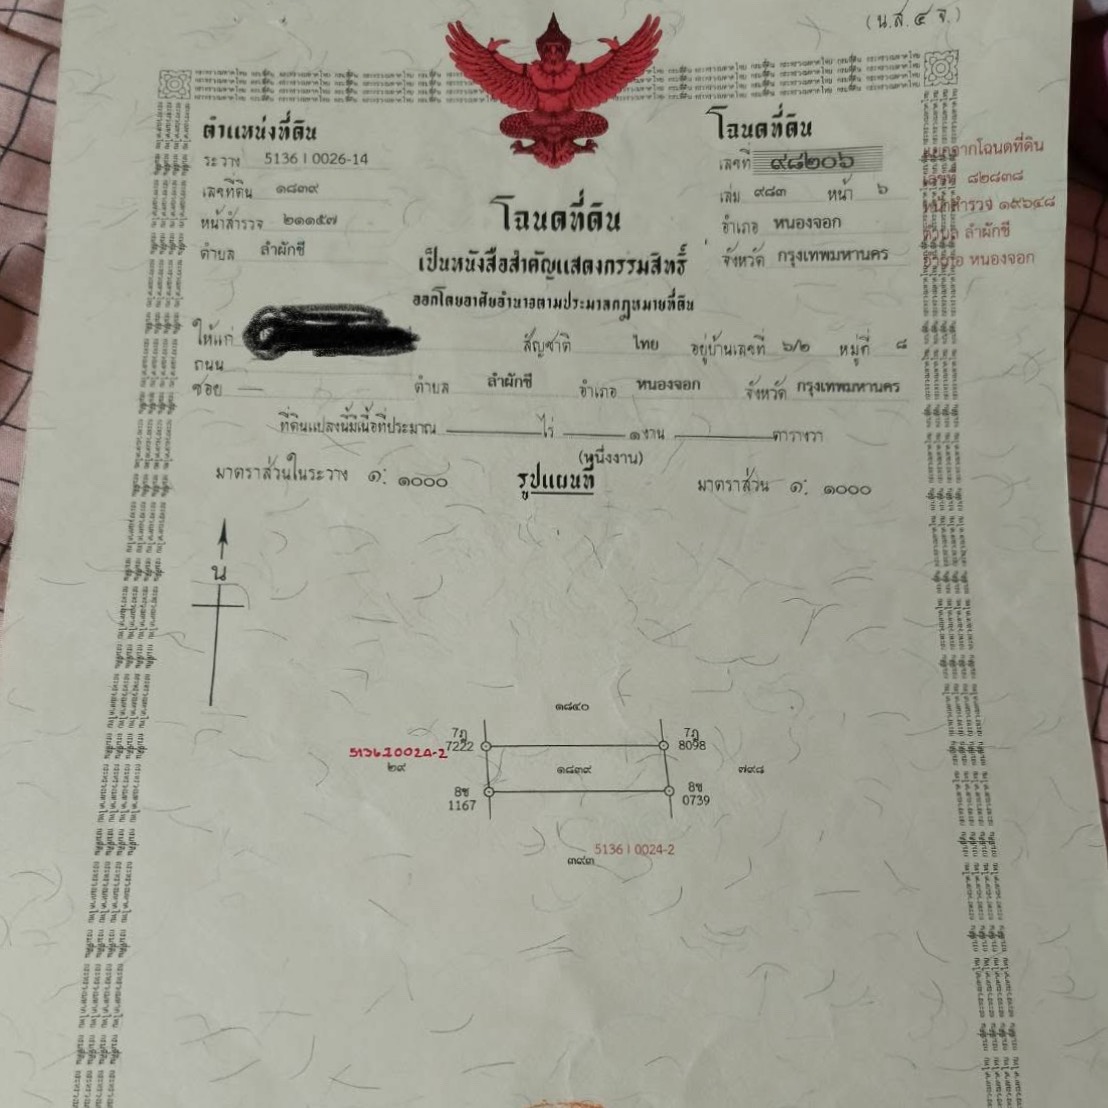 (น.ส.๔ จ.)
ตำแหน่งที่ดิน
ระวาง 5136 I 0026-14
เลขที่ดิน ๑๘๓๙
หน้าสำรวจ ๒๑๑๕๗
ตำบล ลำผักชี
โฉนดที่ดิน
เลขที่ ๙๘๒๐๖
เล่ม ๙๘๓ หน้า ๖
อำเภอ หนองจอก
จังหวัด กรุงเทพมหานคร
แยกจากโฉนดที่ดิน
เลขที่ ๘๒๘๓๘
หน้าสำรวจ ๑๙๖๔๘
ตำบล ลำผักชี
อำเภอ หนองจอก
โฉนดที่ดิน
เป็นหนังสือสำคัญแสดงกรรมสิทธิ์
ออกโดยอาศัยอำนาจตามประมวลกฎหมายที่ดิน
ให้แก่ สัญชาติ ไทย อยู่บ้านเลขที่ ๖/๒ หมู่ที่ ๘
ถนน
ซอย — ตำบล ลำผักชี อำเภอ หนองจอก จังหวัด กรุงเทพมหานคร
ที่ดินแปลงนี้มีเนื้อที่ประมาณ ไร่ ๑ งาน ตารางวา
(หนึ่งงาน)
มาตราส่วนในระวาง ๑: ๑๐๐๐ รูปแผนที่ มาตราส่วน ๑: ๑๐๐๐
น
๑๘๔๐
7ฎ
7222
7ฎ
8098
5136I0024-2
๒๙
๑๘๓๙
๗๙๘
8ช
1167
8ช
0739
5136 I 0024-2
๓๙๓